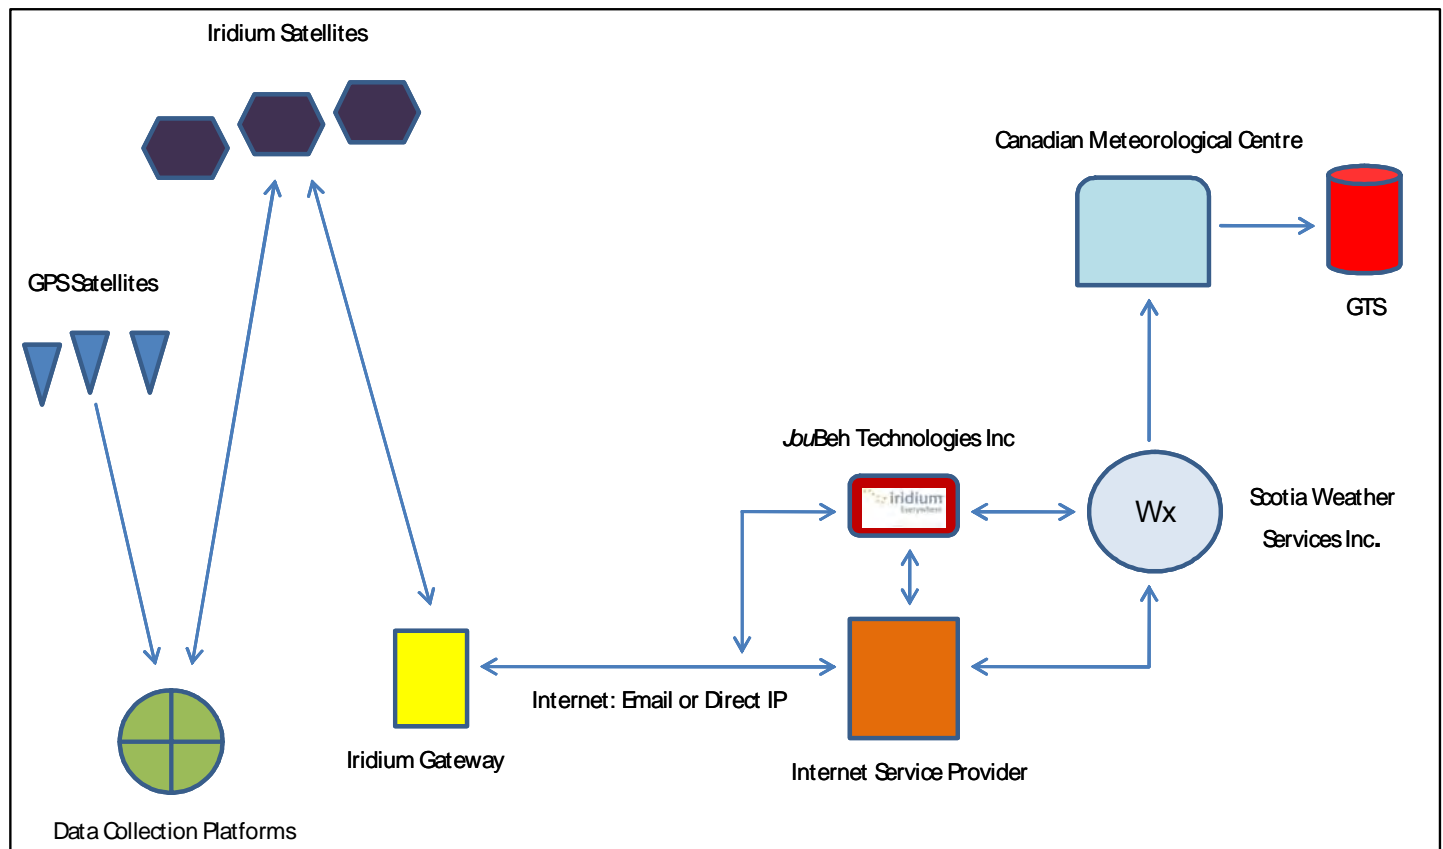 Iridium Satellites
Canadian Meteorological Centre
GPS Satellites
GTS
JouBeh Technologies Inc
iridium
Everywhere
Wx
Scotia Weather
Services Inc.
Internet: Email or Direct IP
Iridium Gateway
Internet Service Provider
Data Collection Platforms